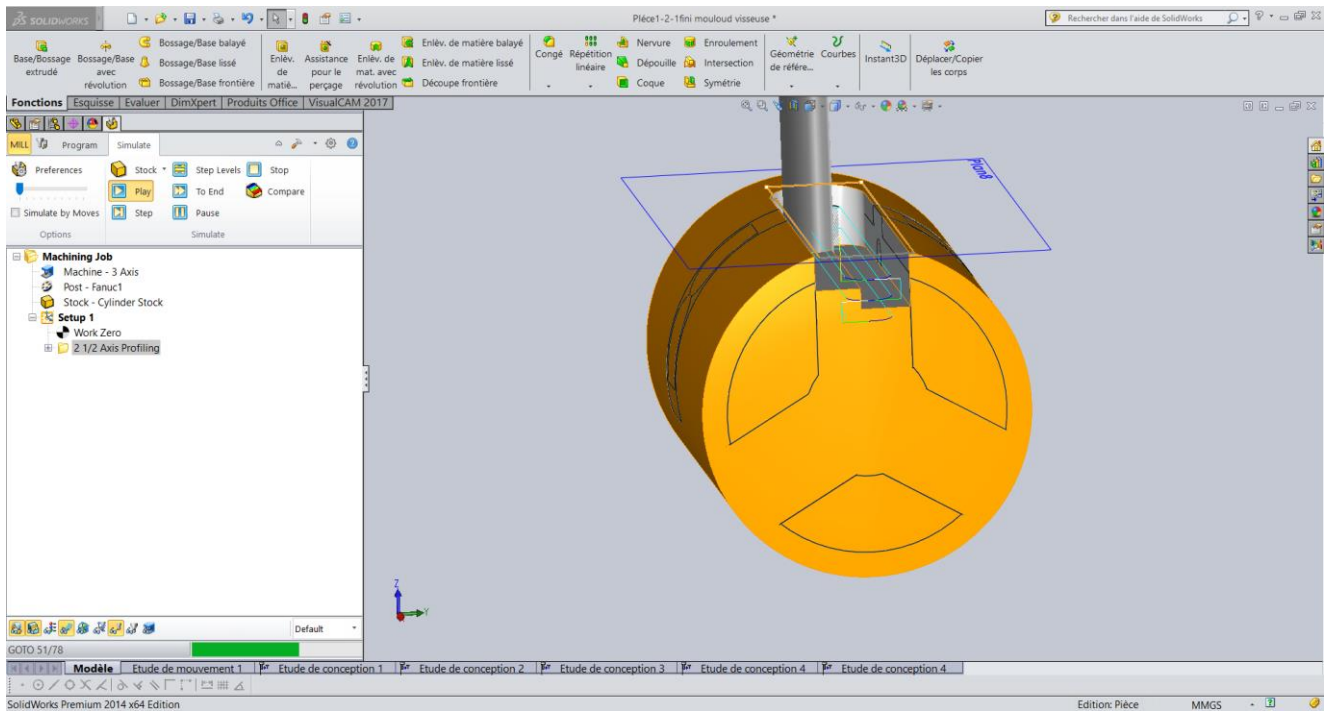 SOLIDWORKS
Piéce1-2-1fini mouloud visseuse *
Rechercher dans l'aide de SolidWorks
Base/Bossage extrudé
Bossage/Base avec révolution
Bossage/Base balayé
Bossage/Base lissé
Bossage/Base frontière
Enlèv. de matiè...
Assistance pour le perçage
Enlèv. de mat. avec révolution
Enlèv. de matière balayé
Enlèv. de matière lissé
Découpe frontière
Congé
Répétition linéaire
Nervure
Dépouille
Coque
Enroulement
Intersection
Symétrie
Géométrie de référe...
Courbes
Instant3D
Déplacer/Copier les corps
Fonctions Esquisse Evaluer DimXpert Produits Office VisualCAM 2017
MILL Program Simulate
Preferences
Simulate by Moves
Options
Stock
Play
Step
Step Levels
To End
Pause
Stop
Compare
Simulate
Machining Job
Machine - 3 Axis
Post - Fanuc1
Stock - Cylinder Stock
Setup 1
Work Zero
2 1/2 Axis Profiling
Plan8
Z
Y
Default
GOTO 51/78
Modèle Etude de mouvement 1 Etude de conception 1 Etude de conception 2 Etude de conception 3 Etude de conception 4 Etude de conception 4
SolidWorks Premium 2014 x64 Edition
Edition: Pièce
MMGS